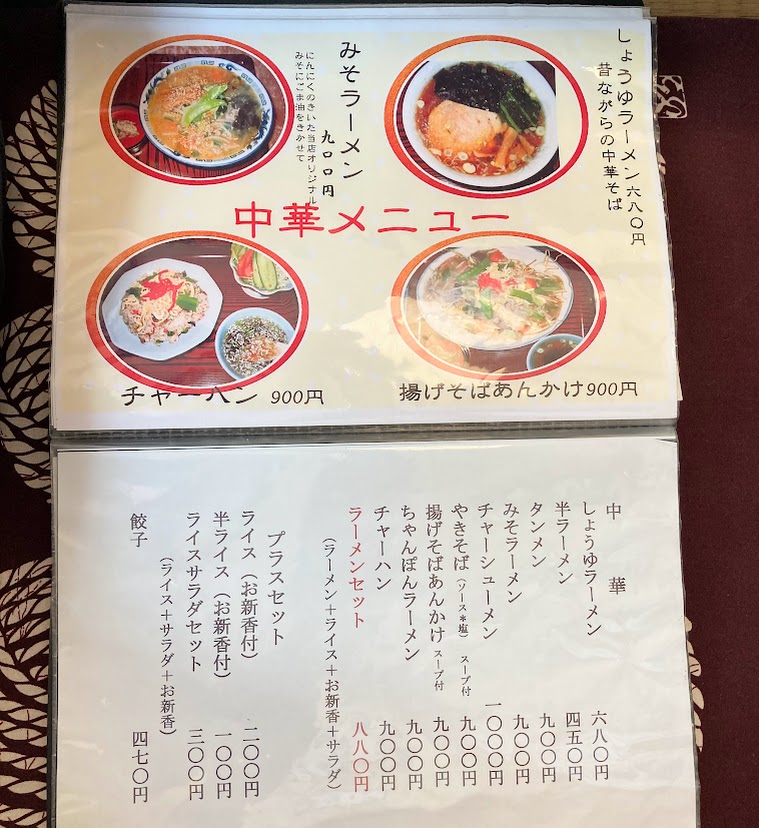 しょうゆラーメン 六八〇円
昔ながらの中華そば
みそラーメン 九〇〇円
にんにくのきいた当店オリジナル
みそにごま油をきかせて
中華メニュー
チャーハン 900円
揚げそばあんかけ 900円
中華
しょうゆラーメン 六八〇円
半ラーメン 四五〇円
タンメン 九〇〇円
みそラーメン 九〇〇円
チャーシューメン 一〇〇〇円
やきそば(ソース*塩) スープ付 九〇〇円
揚げそばあんかけ スープ付 九〇〇円
ちゃんぽんラーメン 九〇〇円
チャーハン 九〇〇円
ラーメンセット 八八〇円
(ラーメン+ライス+お新香+サラダ)
プラスセット
ライス(お新香付) 二〇〇円
半ライス(お新香付) 一〇〇円
ライスサラダセット 三〇〇円
(ライス+サラダ+お新香)
餃子 四七〇円